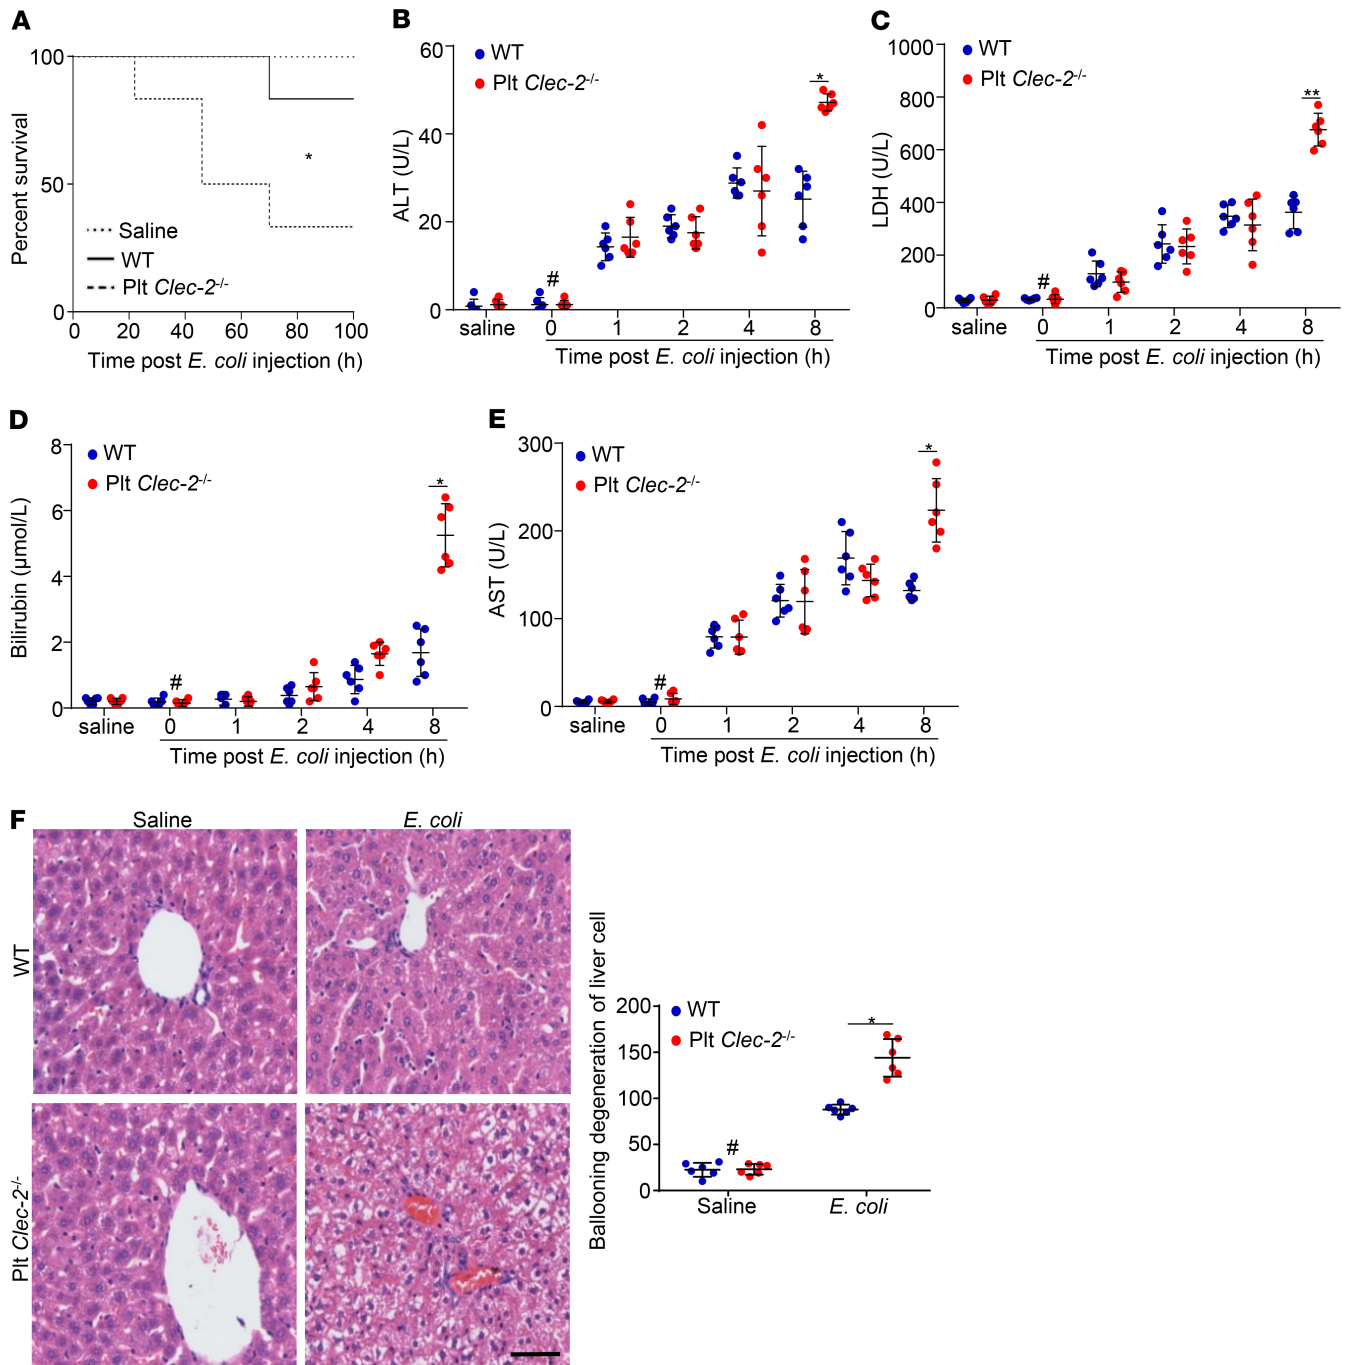 A
Percent survival
100
50
0
Saline
WT
Plt Clec-2-/-
*
0 20 40 60 80 100
Time post E. coli injection (h)
B
ALT (U/L)
60
40
20
0
WT
Plt Clec-2-/-
*
#
saline 0 1 2 4 8
Time post E. coli injection (h)
C
LDH (U/L)
1000
800
600
400
200
0
WT
Plt Clec-2-/-
**
#
saline 0 1 2 4 8
Time post E. coli injection (h)
D
Bilirubin (μmol/L)
8
6
4
2
0
WT
Plt Clec-2-/-
*
#
saline 0 1 2 4 8
Time post E. coli injection (h)
E
AST (U/L)
300
200
100
0
WT
Plt Clec-2-/-
*
#
saline 0 1 2 4 8
Time post E. coli injection (h)
F
Saline E. coli
WT
Plt Clec-2-/-
Ballooning degeneration of liver cell
200
150
100
50
0
WT
Plt Clec-2-/-
*
#
Saline E. coli